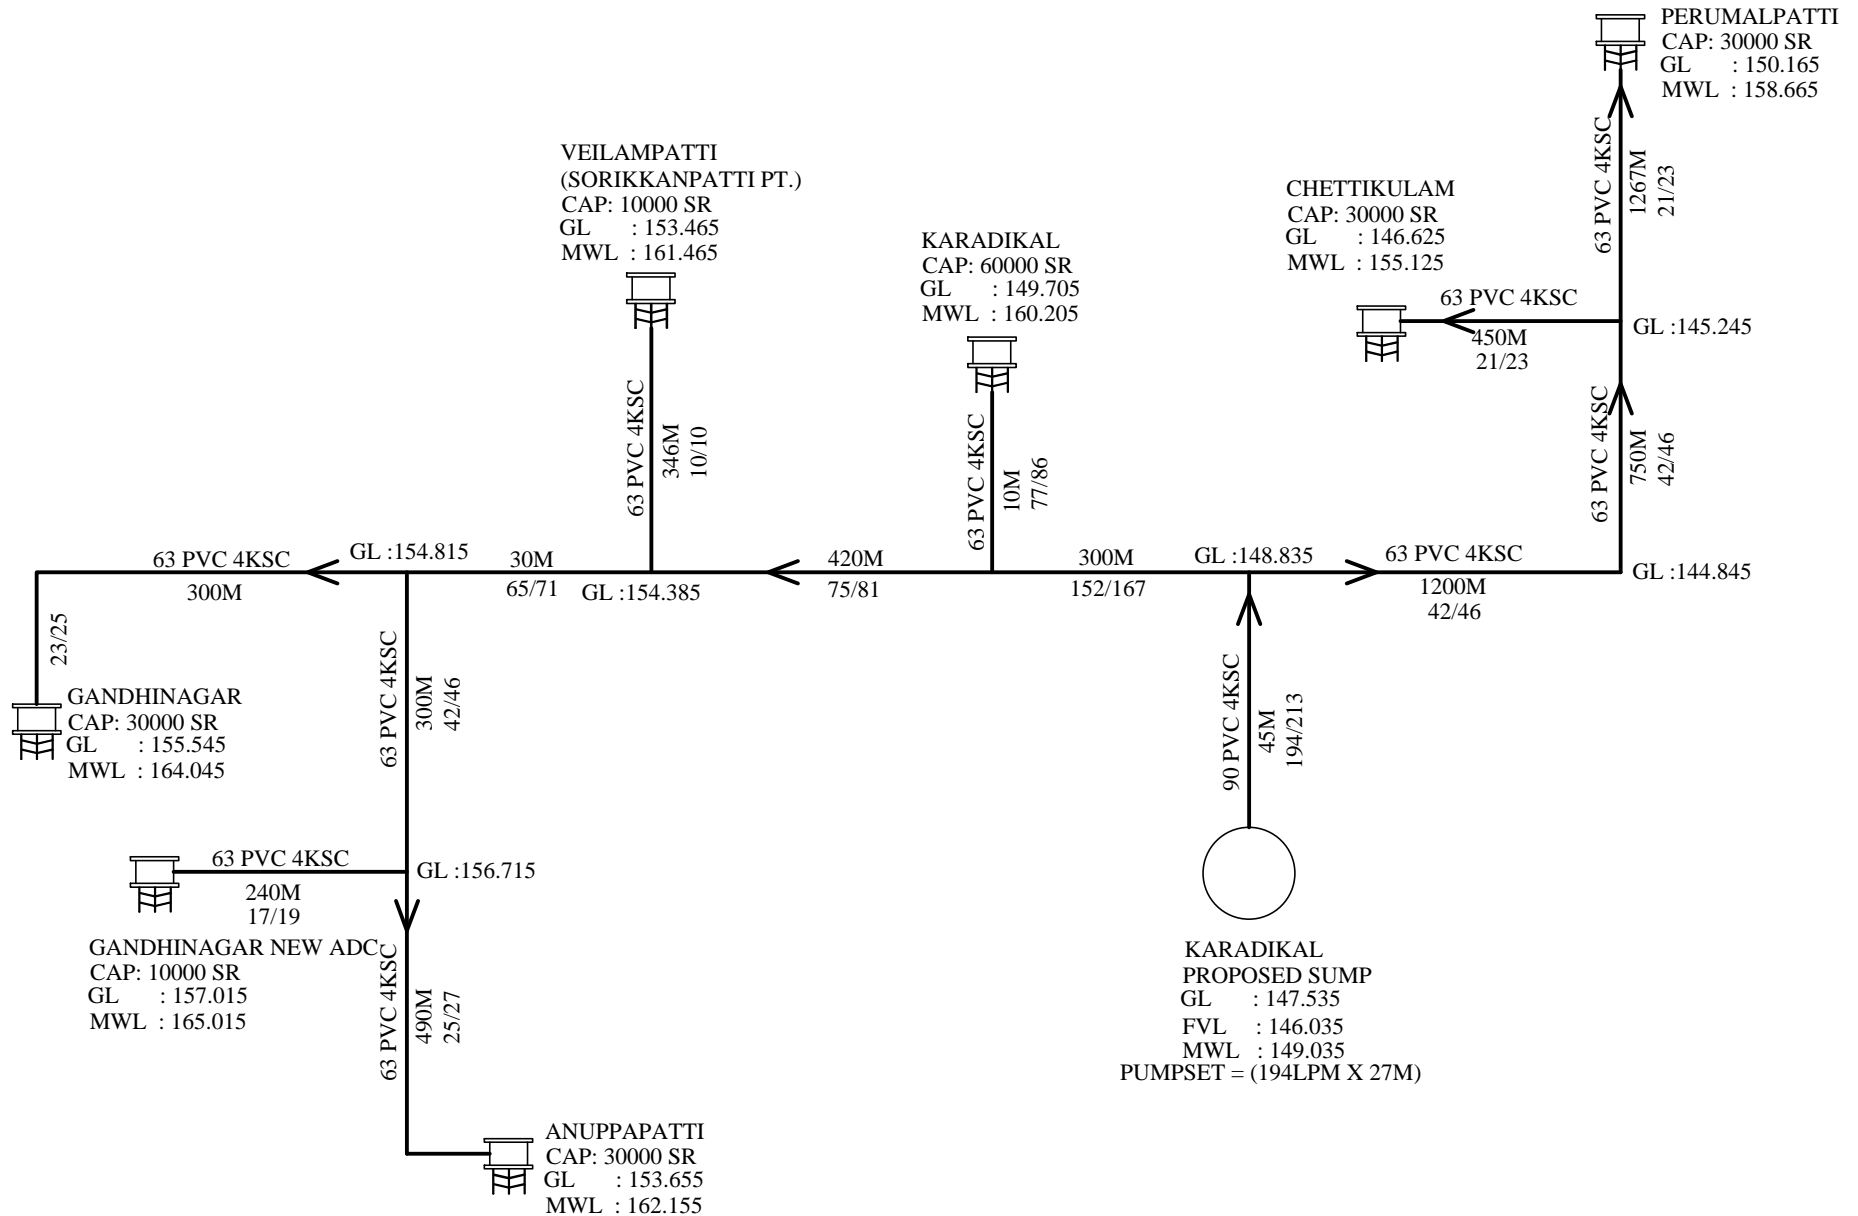 PERUMALPATTI
CAP: 30000 SR
GL : 150.165
MWL : 158.665
63 PVC 4KSC
1267M
21/23
VEILAMPATTI
(SORIKKANPATTI PT.)
CAP: 10000 SR
GL : 153.465
MWL : 161.465
63 PVC 4KSC
346M
10/10
KARADIKAL
CAP: 60000 SR
GL : 149.705
MWL : 160.205
63 PVC 4KSC
10M
77/86
CHETTIKULAM
CAP: 30000 SR
GL : 146.625
MWL : 155.125
63 PVC 4KSC
450M
21/23
GL :145.245
63 PVC 4KSC
750M
42/46
63 PVC 4KSC
300M
23/25
GL :154.815
30M
65/71
GL :154.385
420M
75/81
300M
152/167
GL :148.835
63 PVC 4KSC
1200M
42/46
GL :144.845
GANDHINAGAR
CAP: 30000 SR
GL : 155.545
MWL : 164.045
63 PVC 4KSC
300M
42/46
90 PVC 4KSC
45M
194/213
63 PVC 4KSC
240M
17/19
GL :156.715
GANDHINAGAR NEW ADC
CAP: 10000 SR
GL : 157.015
MWL : 165.015
63 PVC 4KSC
490M
25/27
KARADIKAL
PROPOSED SUMP
GL : 147.535
FVL : 146.035
MWL : 149.035
PUMPSET = (194LPM X 27M)
ANUPPAPATTI
CAP: 30000 SR
GL : 153.655
MWL : 162.155